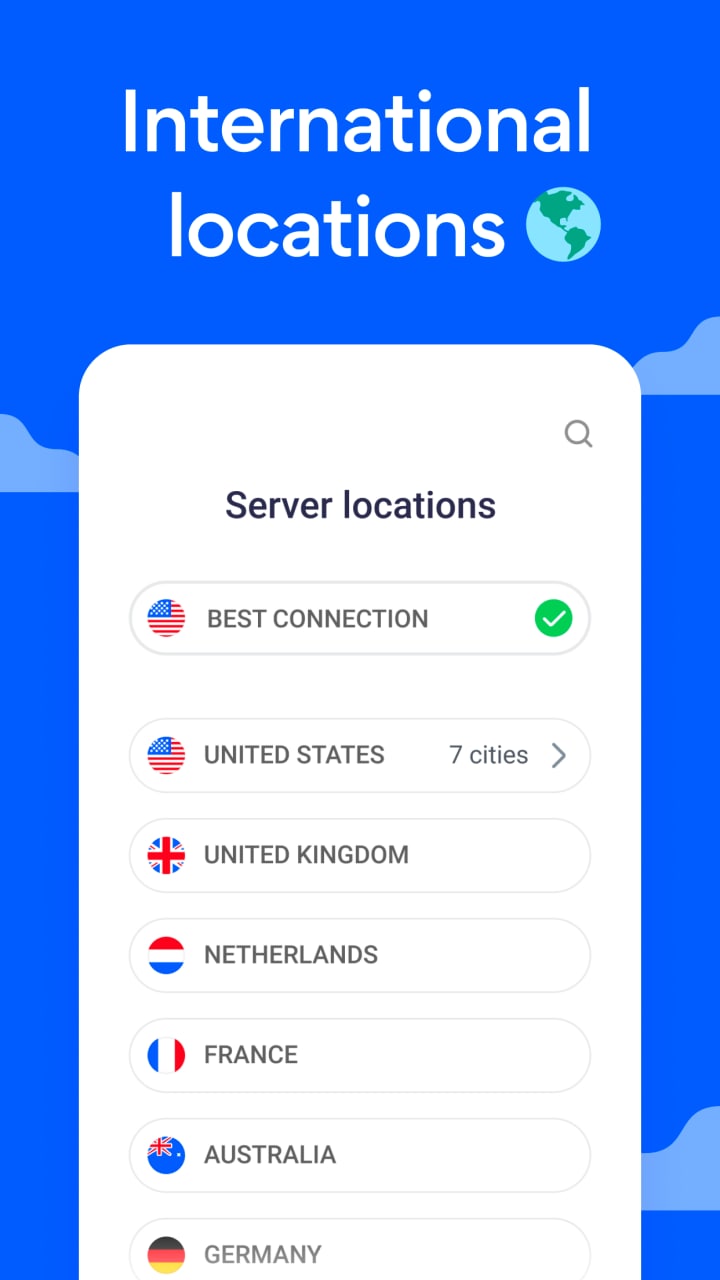 International
locations
Server locations
BEST CONNECTION
UNITED STATES 7 cities
UNITED KINGDOM
NETHERLANDS
FRANCE
AUSTRALIA
GERMANY